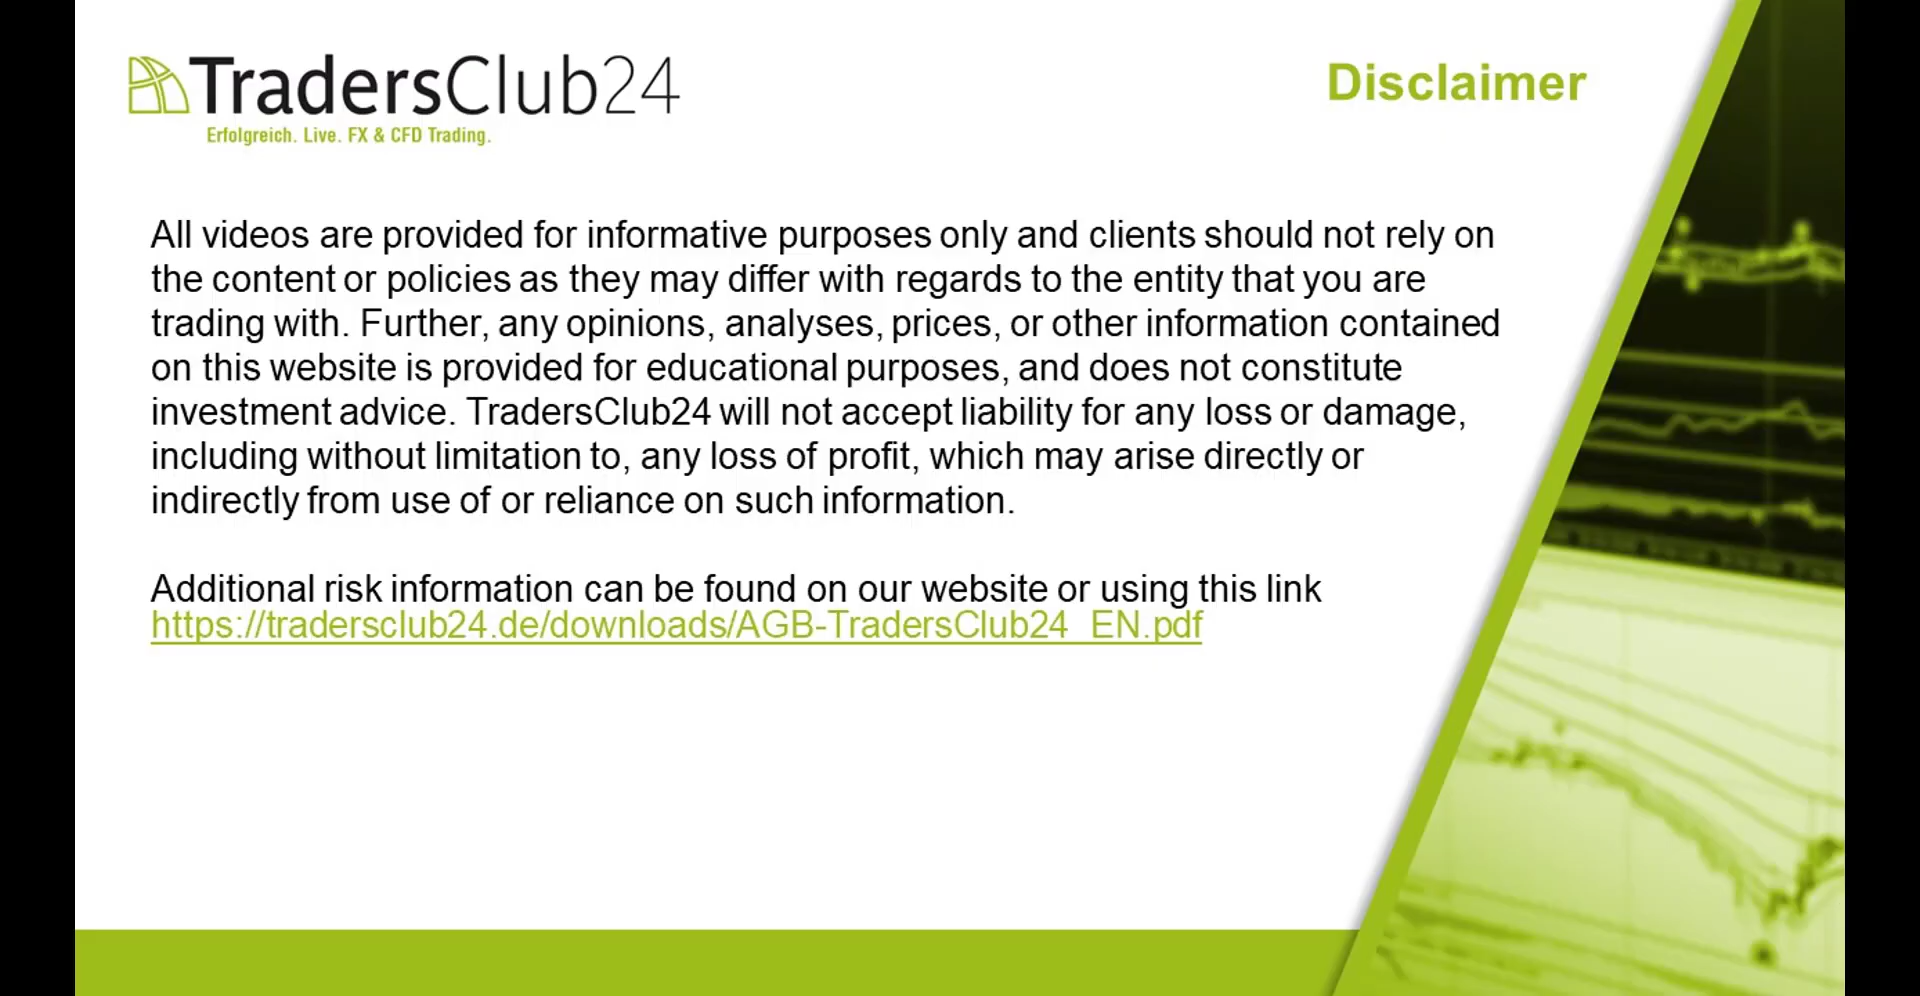 TradersClub24
Erfolgreich. Live. FX & CFD Trading.
Disclaimer
All videos are provided for informative purposes only and clients should not rely on
the content or policies as they may differ with regards to the entity that you are
trading with. Further, any opinions, analyses, prices, or other information contained
on this website is provided for educational purposes, and does not constitute
investment advice. TradersClub24 will not accept liability for any loss or damage,
including without limitation to, any loss of profit, which may arise directly or
indirectly from use of or reliance on such information.
Additional risk information can be found on our website or using this link
https://tradersclub24.de/downloads/AGB-TradersClub24_EN.pdf